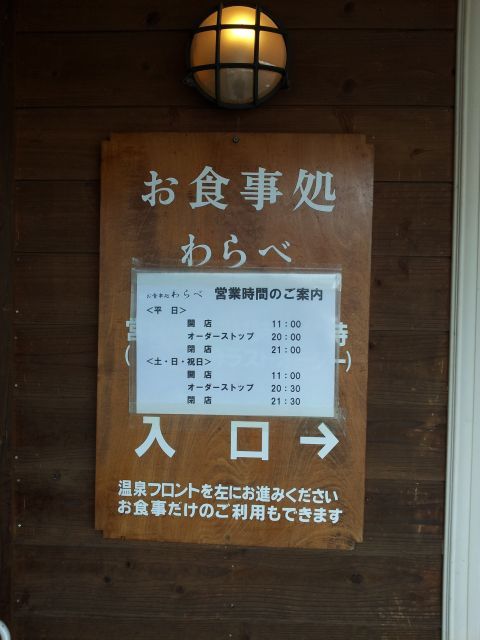 お食事処
わらべ
お食事処 わらべ 営業時間のご案内
＜平　日＞
開　店 11：00
オーダーストップ 20：00
閉　店 21：00
＜土・日・祝日＞
開　店 11：00
オーダーストップ 20：30
閉　店 21：30
入　口→
温泉フロントを左にお進みください
お食事だけのご利用もできます